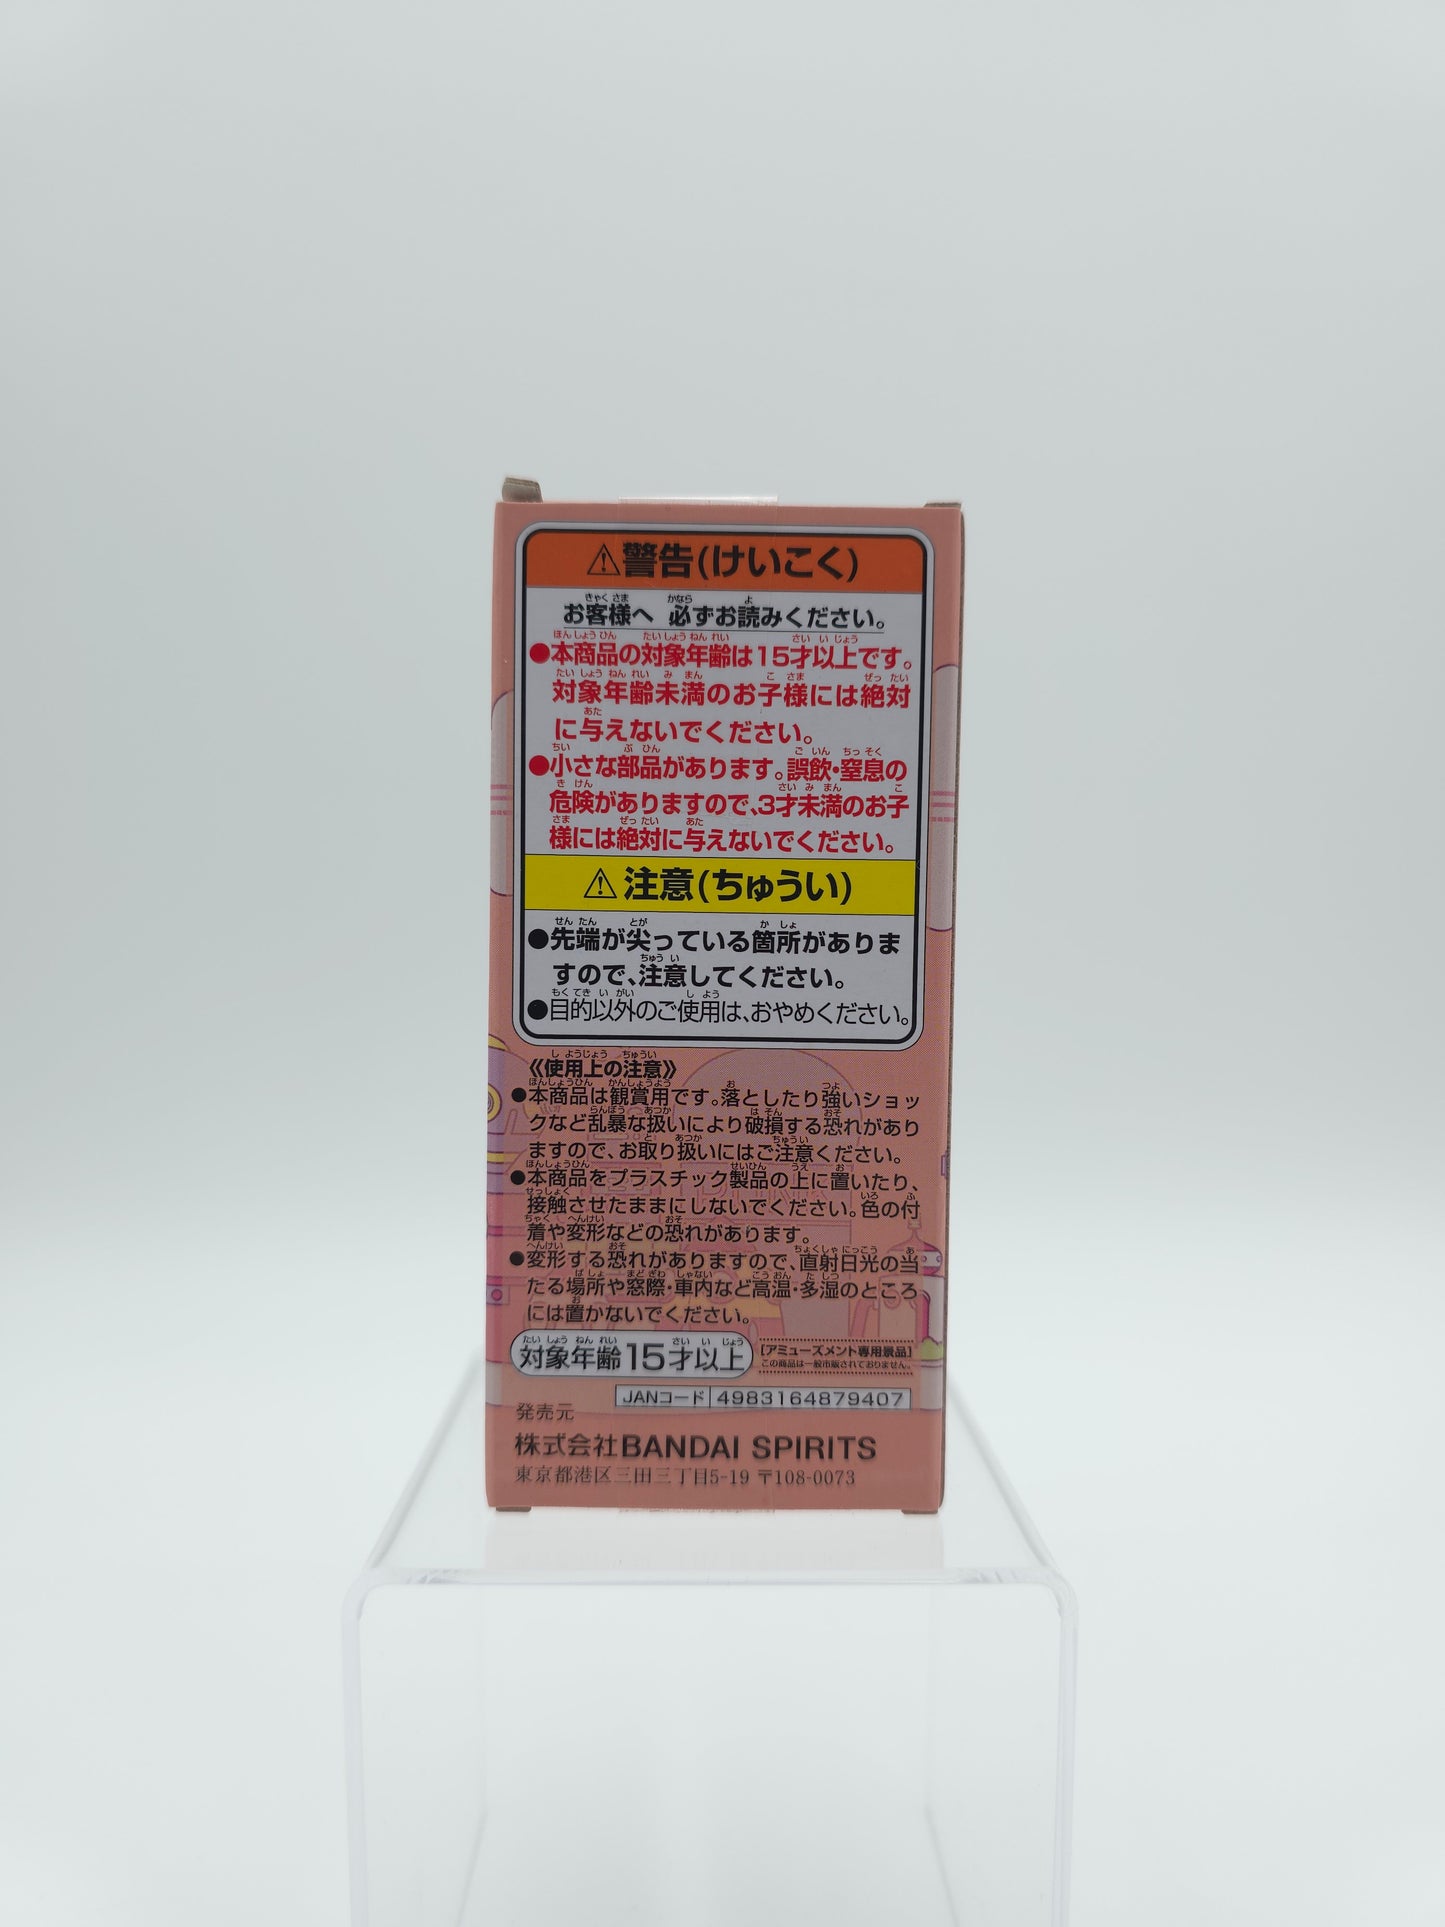 ⚠警告(けいこく)
お客様へ 必ずお読みください。
●本商品の対象年齢は15才以上です。
対象年齢未満のお子様には絶対
に与えないでください。
●小さな部品があります。誤飲・窒息の
危険がありますので、3才未満のお子
様には絶対に与えないでください。
⚠注意(ちゅうい)
●先端が尖っている箇所がありま
すので、注意してください。
●目的以外のご使用は、おやめください。
《使用上の注意》
●本商品は観賞用です。落としたり強いショッ
クなど乱暴な扱いにより破損する恐れがあり
ますので、お取り扱いにはご注意ください。
●本商品をプラスチック製品の上に置いたり、
接触させたままにしないでください。色の付
着や変形などの恐れがあります。
●変形する恐れがありますので、直射日光の当
たる場所や窓際・車内など高温・多湿のところ
には置かないでください。
対象年齢15才以上
[アミューズメント専用景品]
この商品は一般市販されておりません。
JANコード 4983164879407
発売元
株式会社BANDAI SPIRITS
東京都港区三田三丁目5-19 〒108-0073